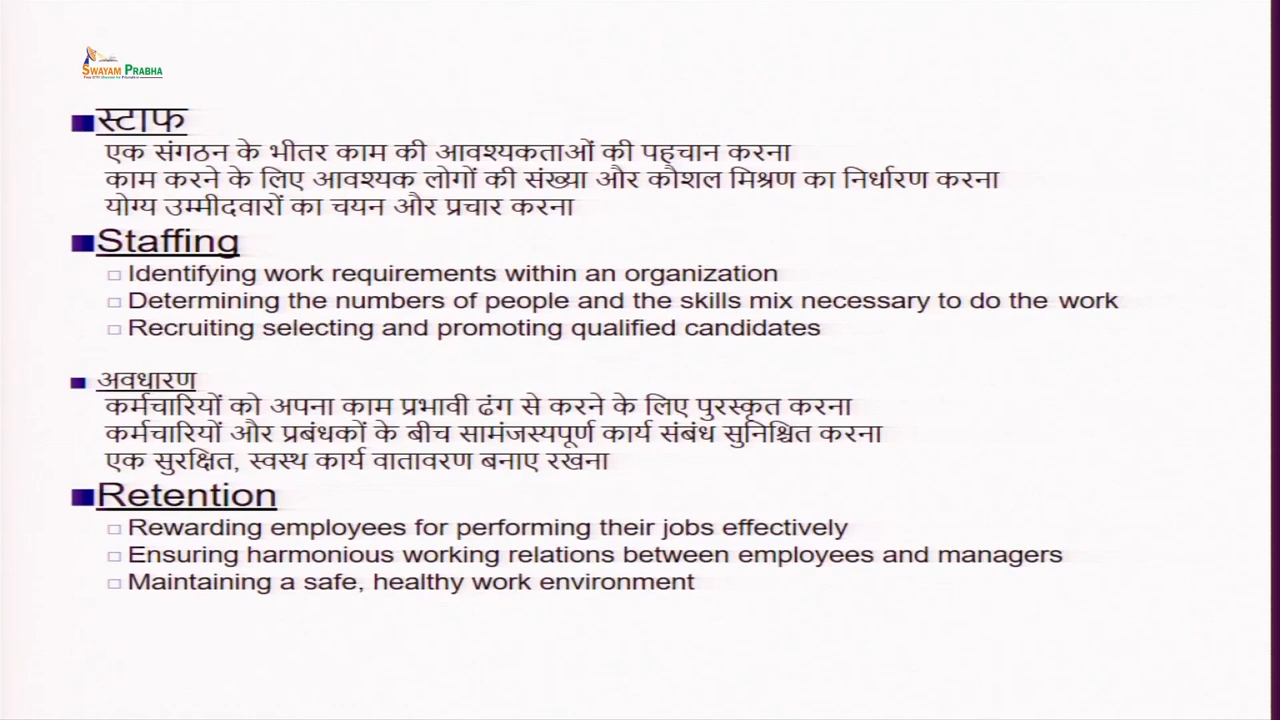 SWAYAM PRABHA
स्टाफ
एक संगठन के भीतर काम की आवश्यकताओं की पहचान करना
काम करने के लिए आवश्यक लोगों की संख्या और कौशल मिश्रण का निर्धारण करना
योग्य उम्मीदवारों का चयन और प्रचार करना
Staffing
Identifying work requirements within an organization
Determining the numbers of people and the skills mix necessary to do the work
Recruiting selecting and promoting qualified candidates
अवधारण
कर्मचारियों को अपना काम प्रभावी ढंग से करने के लिए पुरस्कृत करना
कर्मचारियों और प्रबंधकों के बीच सामंजस्यपूर्ण कार्य संबंध सुनिश्चित करना
एक सुरक्षित, स्वस्थ कार्य वातावरण बनाए रखना
Retention
Rewarding employees for performing their jobs effectively
Ensuring harmonious working relations between employees and managers
Maintaining a safe, healthy work environment